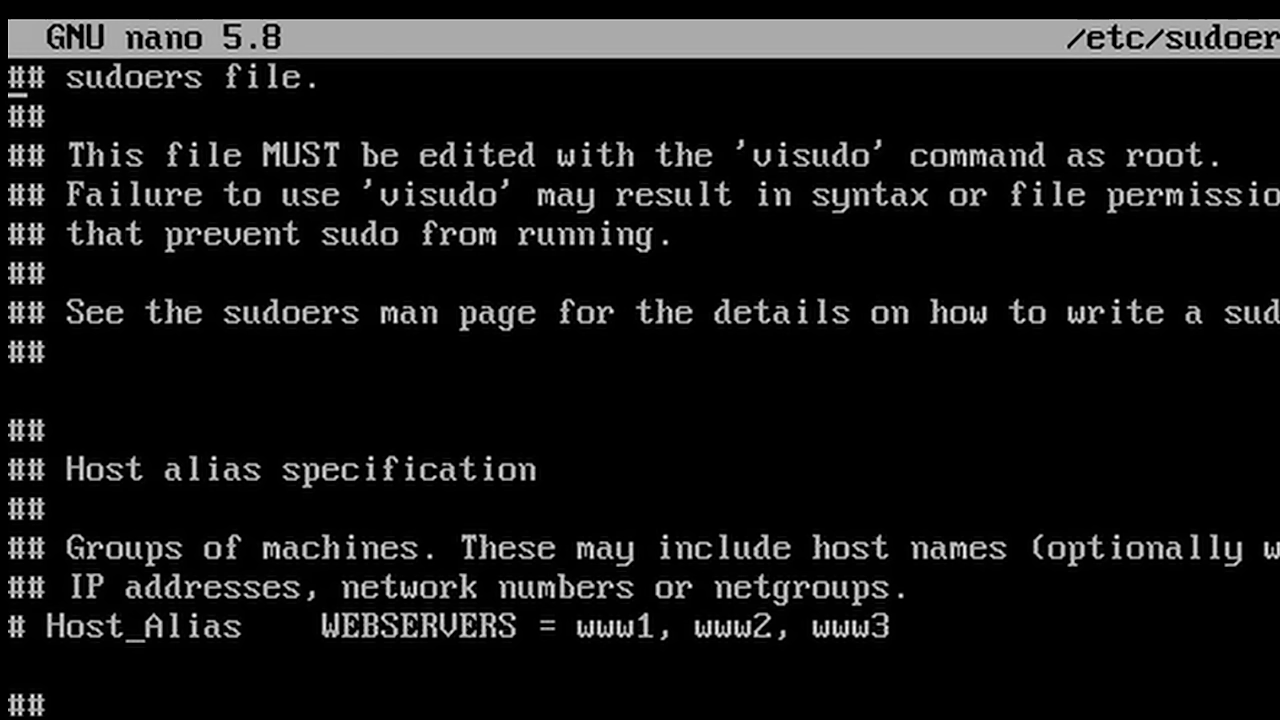 GNU nano 5.8 /etc/sudoer
## sudoers file.
##
## This file MUST be edited with the 'visudo' command as root.
## Failure to use 'visudo' may result in syntax or file permissio
## that prevent sudo from running.
##
## See the sudoers man page for the details on how to write a sud
##
##
## Host alias specification
##
## Groups of machines. These may include host names (optionally w
## IP addresses, network numbers or netgroups.
# Host_Alias    WEBSERVERS = www1, www2, www3
##